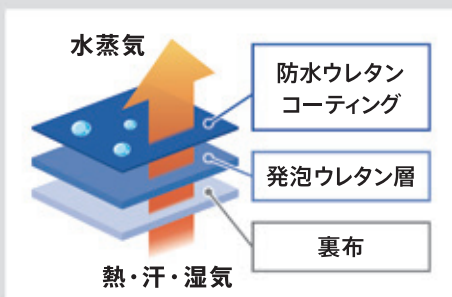 水蒸気
防水ウレタン
コーティング
発泡ウレタン層
裏布
熱・汗・湿気